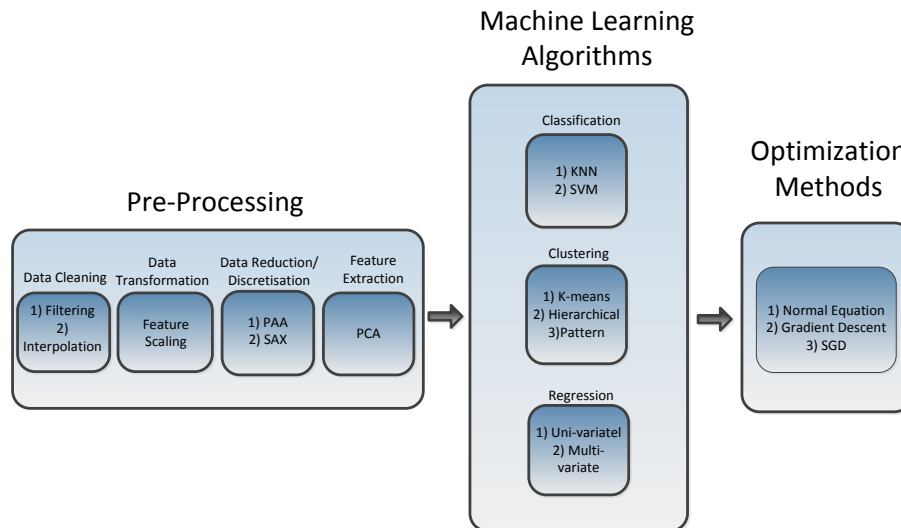 Machine Learning
Algorithms
Classification
1) KNN
2) SVM
Clustering
1) K-means
2) Hierarchical
3)Pattern
Regression
1) Uni-variatel
2) Multi-
variate
Pre-Processing
Data Cleaning
1) Filtering
2)
Interpolation
Data
Transformation
Feature
Scaling
Data Reduction/
Discretisation
1) PAA
2) SAX
Feature
Extraction
PCA
Optimization
Methods
1) Normal Equation
2) Gradient Descent
3) SGD